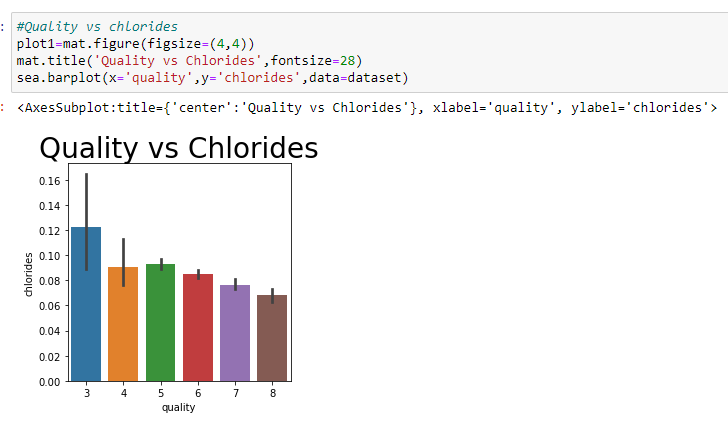 :
#Quality vs chlorides
plot1=mat.figure(figsize=(4,4))
mat.title('Quality vs Chlorides',fontsize=28)
sea.barplot(x='quality',y='chlorides',data=dataset)
:
<AxesSubplot:title={'center':'Quality vs Chlorides'}, xlabel='quality', ylabel='chlorides'>
Quality vs Chlorides
0.16
0.14
0.12
0.10
0.08
0.06
0.04
0.02
0.00
chlorides
3 4 5 6 7 8
quality